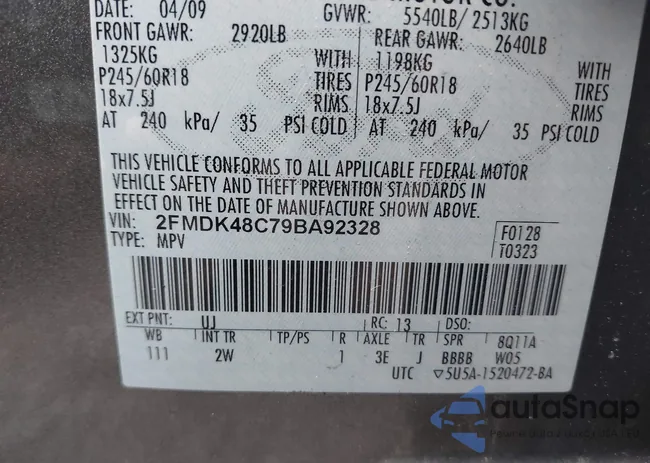 DATE 04/09 GVWR: 5540LB/ 2513KG
FRONT GAWR: 2920LB REAR GAWR: 2640LB
1325KG WITH 1198KG WITH
P245/60R18 TIRES P245/60R18 TIRES
18x7.5J RIMS 18x7.5J RIMS
AT 240 kPa/ 35 PSI COLD AT 240 kPa/ 35 PSI COLD
THIS VEHICLE CONFORMS TO ALL APPLICABLE FEDERAL MOTOR
VEHICLE SAFETY AND THEFT PREVENTION STANDARDS IN
EFFECT ON THE DATE OF MANUFACTURE SHOWN ABOVE.
VIN: 2FMDK48C79BA92328 F0128
TYPE: MPV T0323
EXT PNT: UJ RC: 13 DSO:
WB INT TR TP/PS R AXLE TR SPR 8Q11A
111 2W 1 3E J BBBB W05
UTC ▽5U5A-1520472-BA
autoSnap